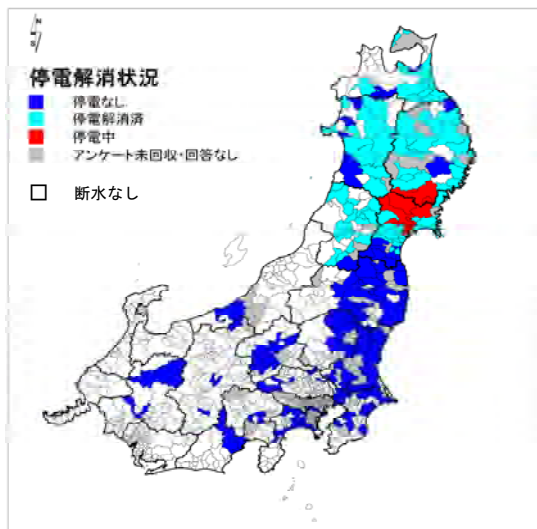 N
S
停電解消状況
停電なし
停電解消済
停電中
アンケート未回収・回答なし
断水なし